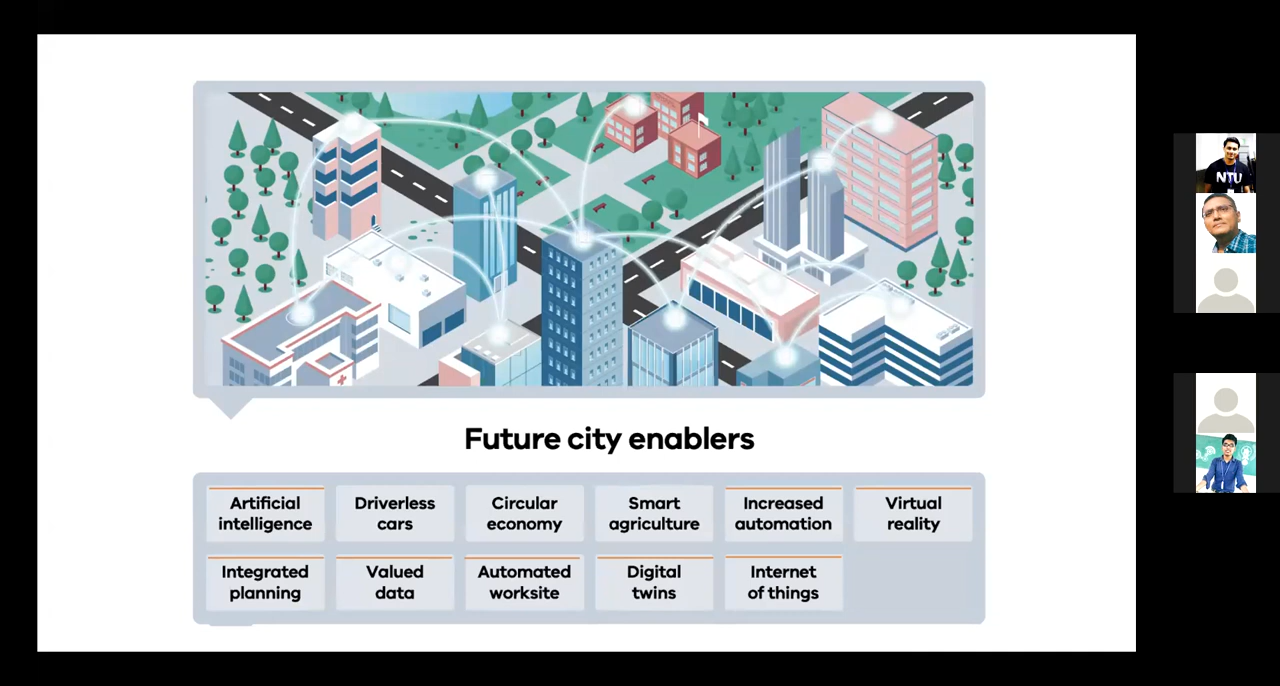 Future city enablers
Artificial
intelligence
Driverless
cars
Circular
economy
Smart
agriculture
Increased
automation
Virtual
reality
Integrated
planning
Valued
data
Automated
worksite
Digital
twins
Internet
of things
NTU